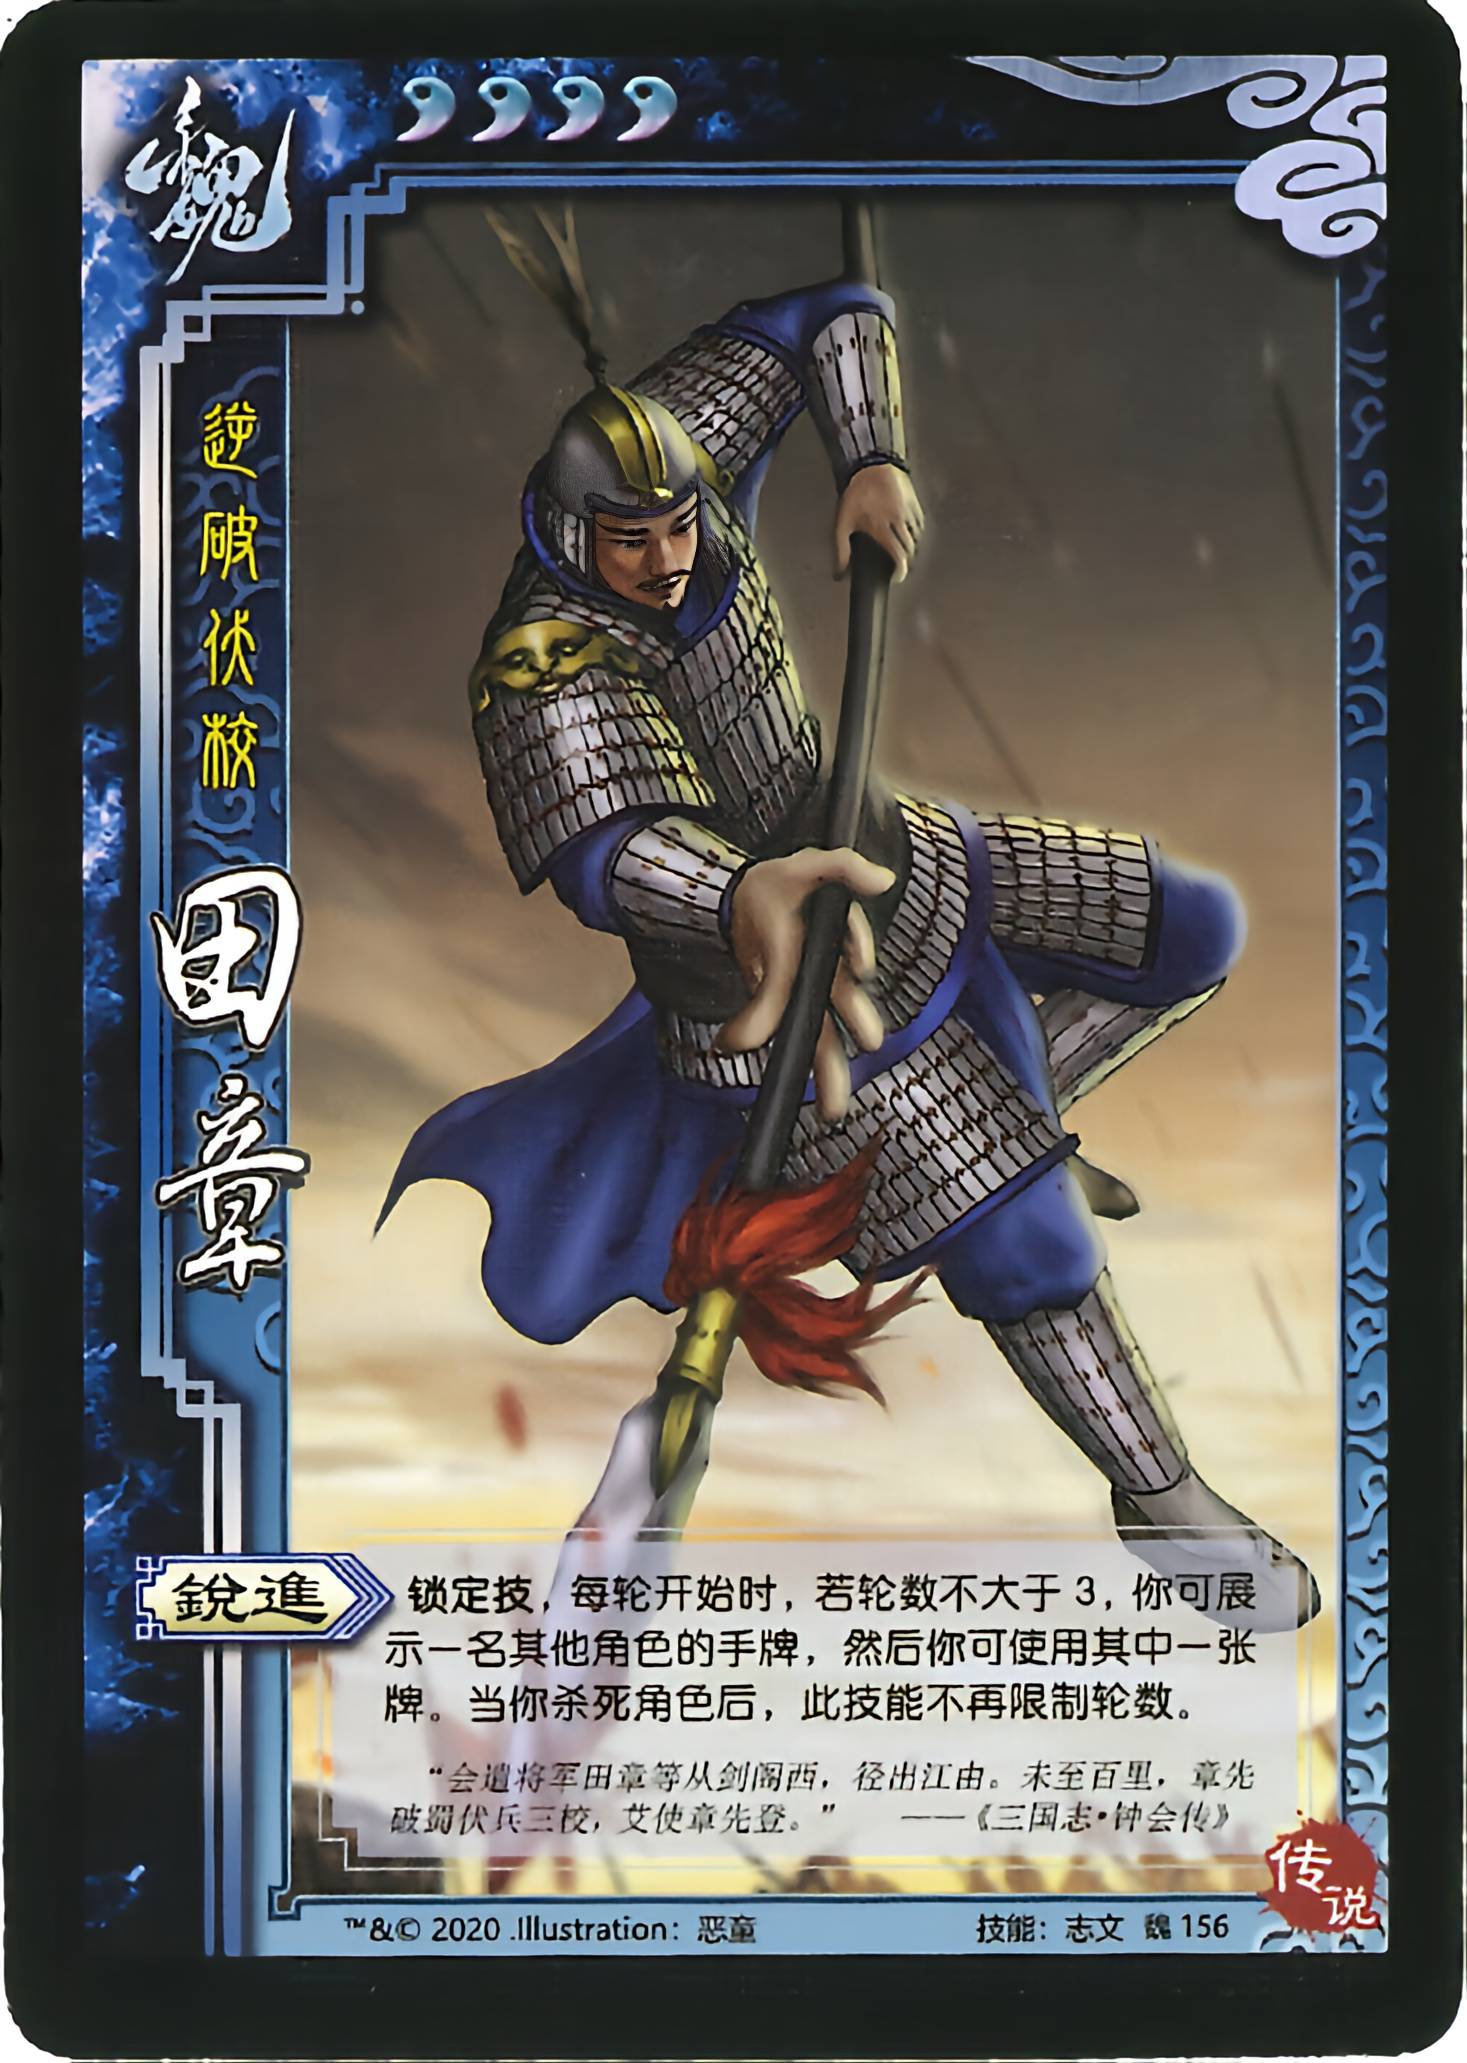 魏
逆破伏校
田章
銳進
锁定技，每轮开始时，若轮数不大于 3，你可展
示一名其他角色的手牌，然后你可使用其中一张
牌。当你杀死角色后，此技能不再限制轮数。
“会遣将军田章等从剑阁西，径出江由。未至百里，章先
破蜀伏兵三校，艾使章先登。” ——《三国志•钟会传》
传说
™&© 2020 .Illustration: 恶童
技能：志文 魏 156